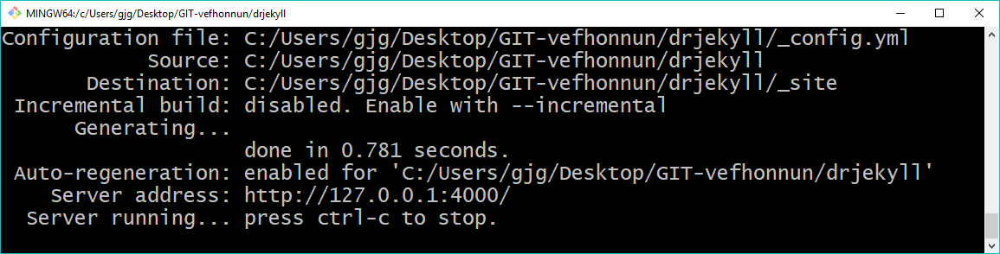 MINGW64:/c/Users/gjg/Desktop/GIT-vefhonnun/drjekyll
Configuration file: C:/Users/gjg/Desktop/GIT-vefhonnun/drjekyll/_config.yml
Source: C:/Users/gjg/Desktop/GIT-vefhonnun/drjekyll
Destination: C:/Users/gjg/Desktop/GIT-vefhonnun/drjekyll/_site
Incremental build: disabled. Enable with --incremental
Generating...
done in 0.781 seconds.
Auto-regeneration: enabled for 'C:/Users/gjg/Desktop/GIT-vefhonnun/drjekyll'
Server address: http://127.0.0.1:4000/
Server running... press ctrl-c to stop.